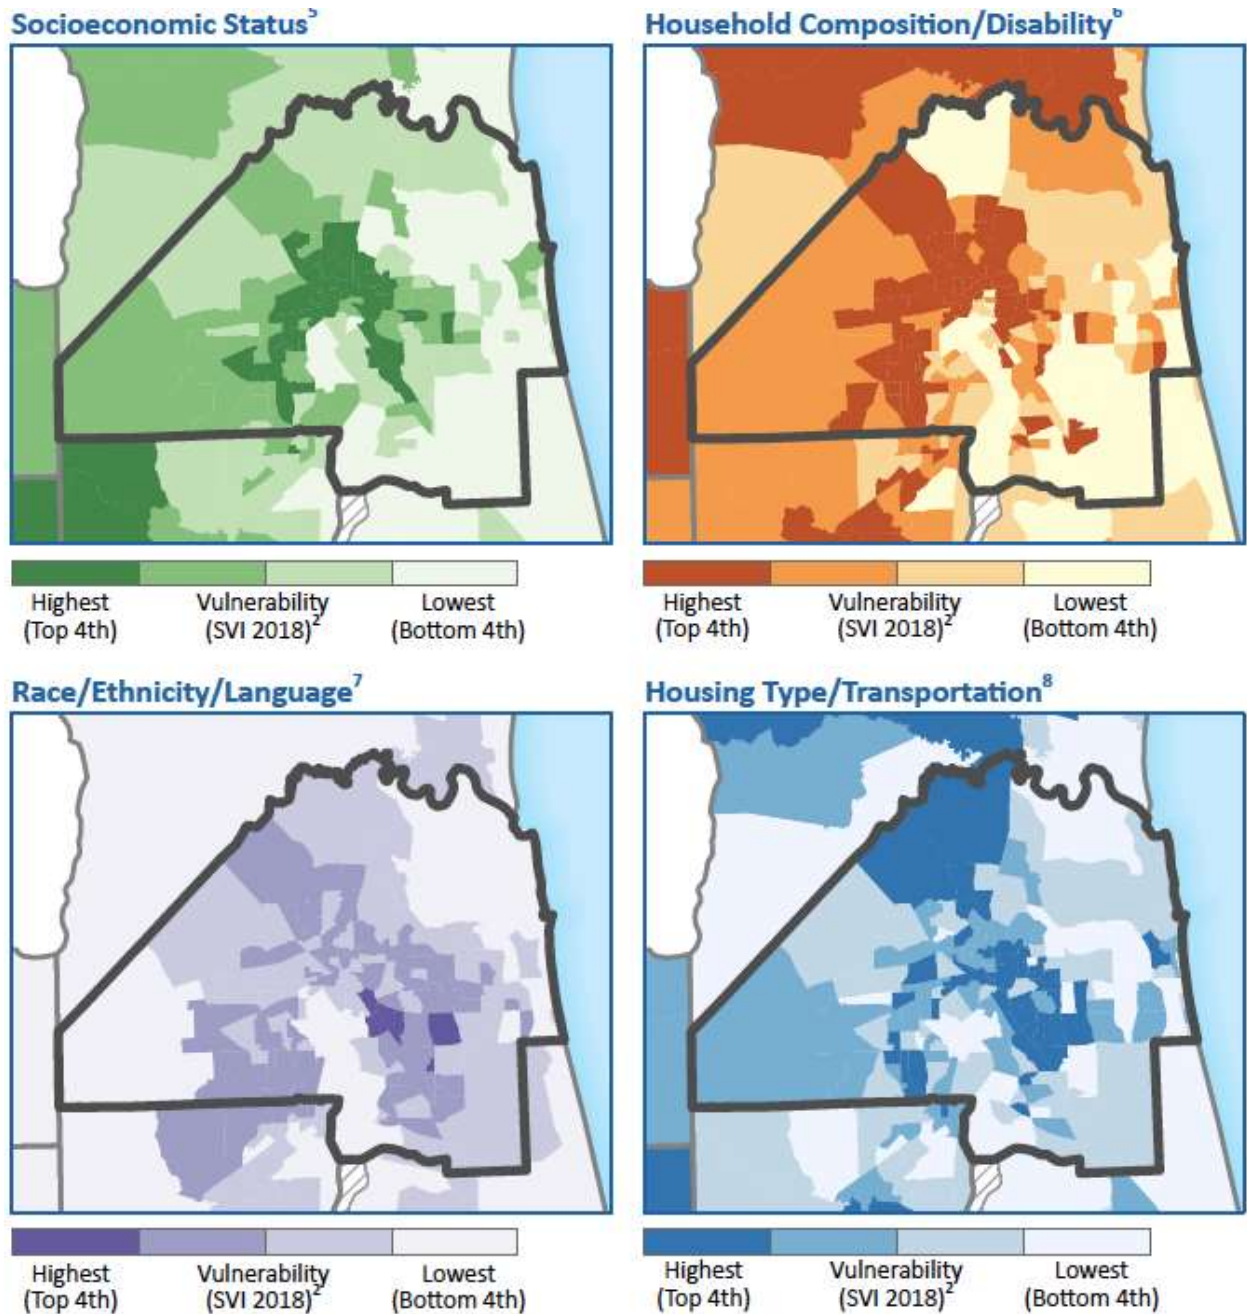 Socioeconomic Status⁵
Household Composition/Disability⁶
Highest Vulnerability Lowest
(Top 4th) (SVI 2018)² (Bottom 4th)
Highest Vulnerability Lowest
(Top 4th) (SVI 2018)² (Bottom 4th)
Race/Ethnicity/Language⁷
Housing Type/Transportation⁸
Highest Vulnerability Lowest
(Top 4th) (SVI 2018)² (Bottom 4th)
Highest Vulnerability Lowest
(Top 4th) (SVI 2018)² (Bottom 4th)